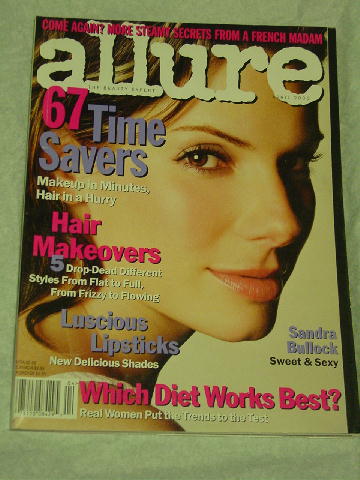 COME AGAIN? MORE STEAMY SECRETS FROM A FRENCH MADAM
allure
THE BEAUTY EXPERT
67 Time
Savers
Makeup in Minutes,
Hair in a Hurry
Hair
Makeovers
5 Drop-Dead Different
Styles From Flat to Full,
From Frizzy to Flowing
Luscious
Lipsticks
New Delicious Shades
Sandra
Bullock
Sweet & Sexy
Which Diet Works Best?
Real Women Put the Trends to the Test